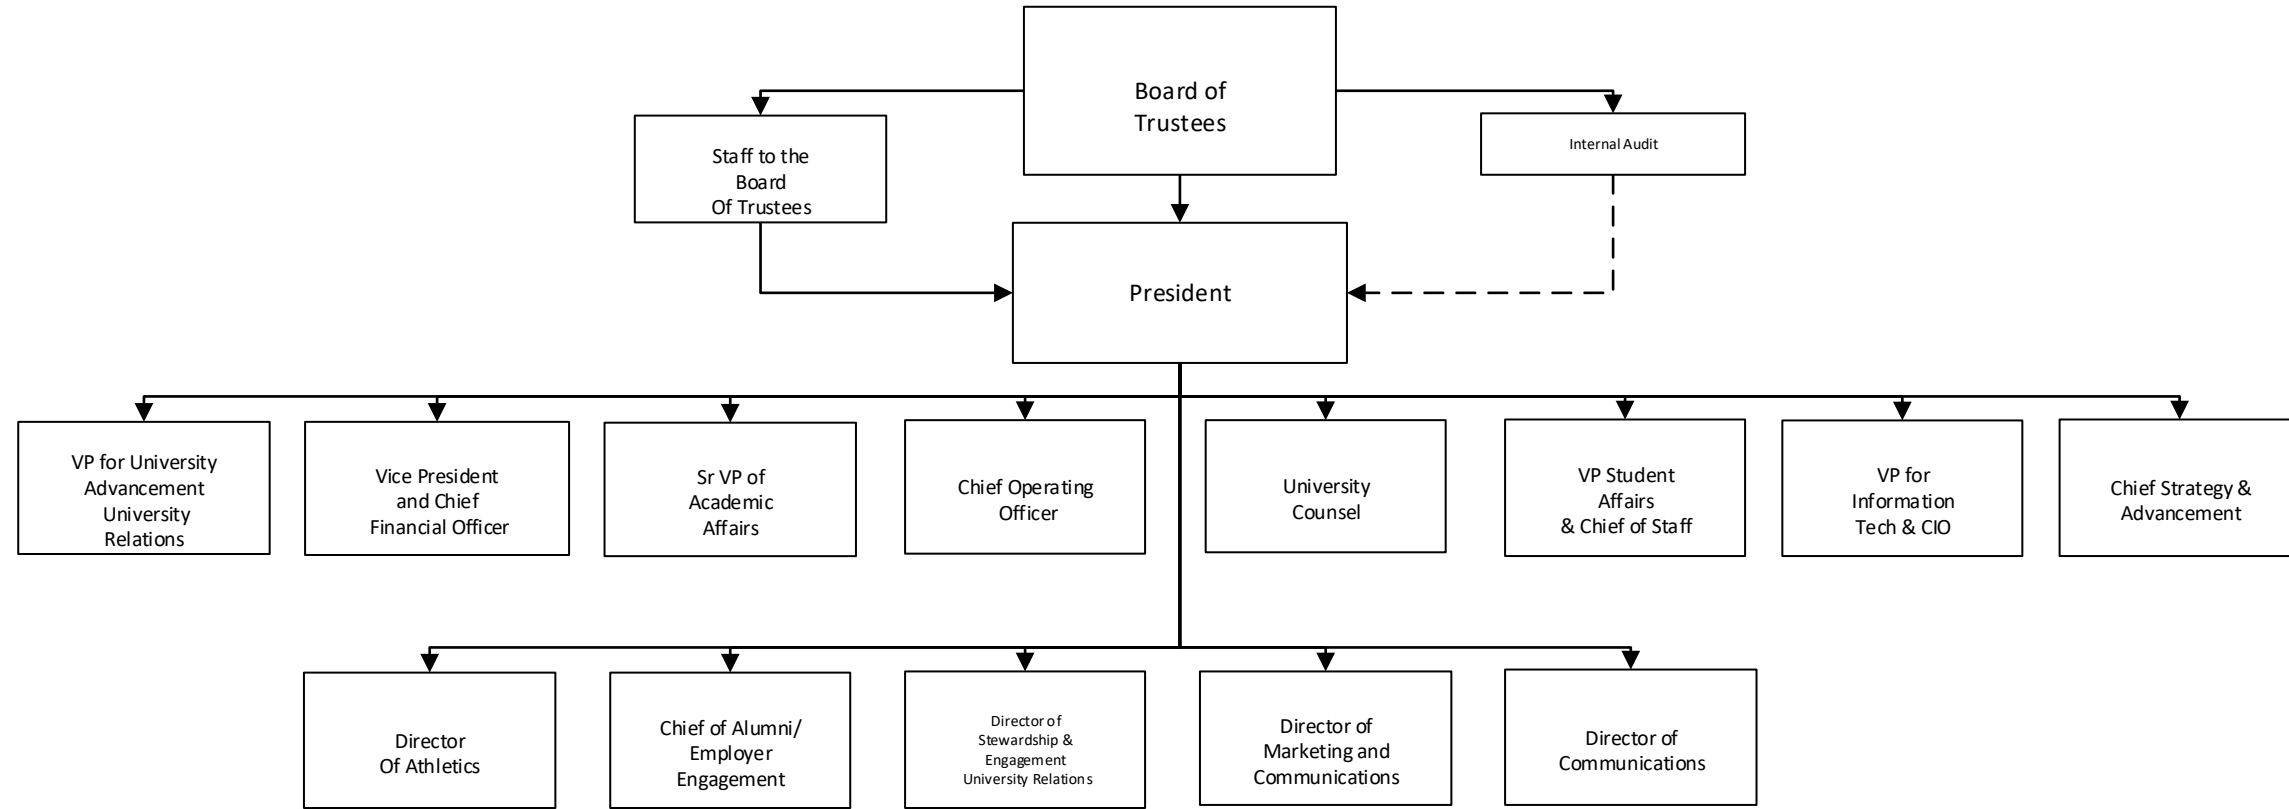 Board of
Trustees
Staff to the
Board
Of Trustees
Internal Audit
President
VP for University
Advancement
University
Relations
Vice President
and Chief
Financial Officer
Sr VP of
Academic
Affairs
Chief Operating
Officer
University
Counsel
VP Student
Affairs
& Chief of Staff
VP for
Information
Tech & CIO
Chief Strategy &
Advancement
Director
Of Athletics
Chief of Alumni/
Employer
Engagement
Director of
Stewardship &
Engagement
University Relations
Director of
Marketing and
Communications
Director of
Communications